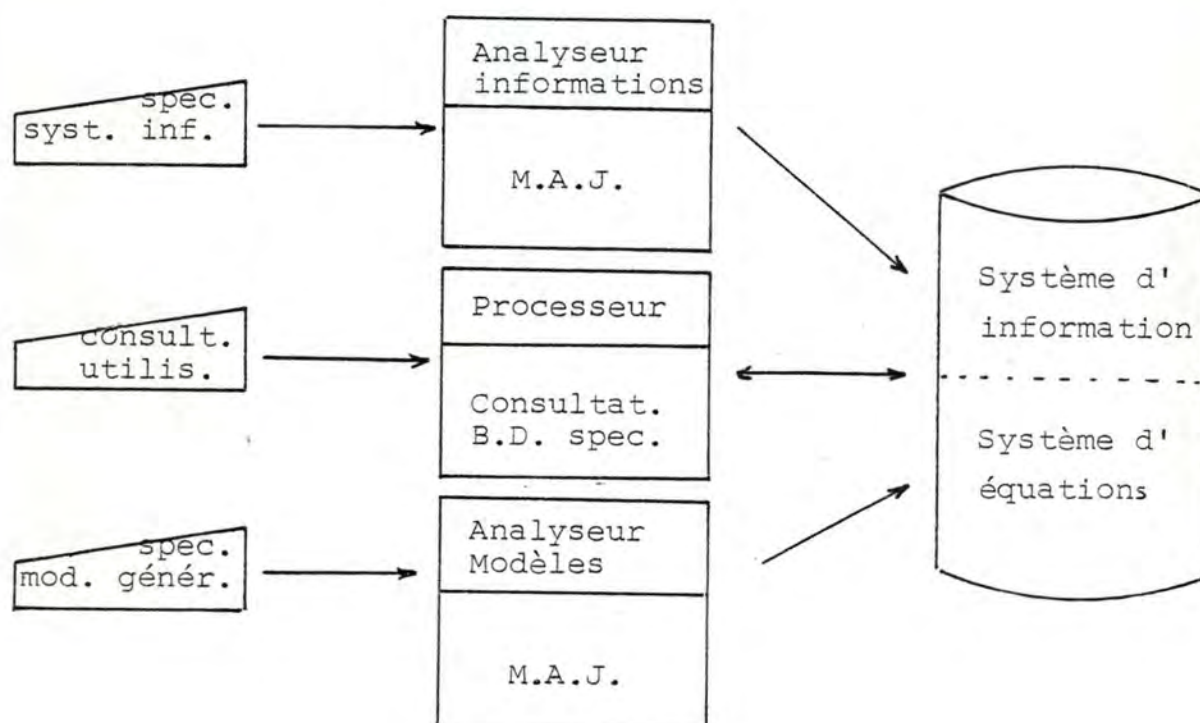 spec.
syst. inf.
Analyseur
informations
M.A.J.
consult.
utilis.
Processeur
Consultat.
B.D. spec.
spec.
mod. génér.
Analyseur
Modèles
M.A.J.
Système d'
information
Système d'
équations